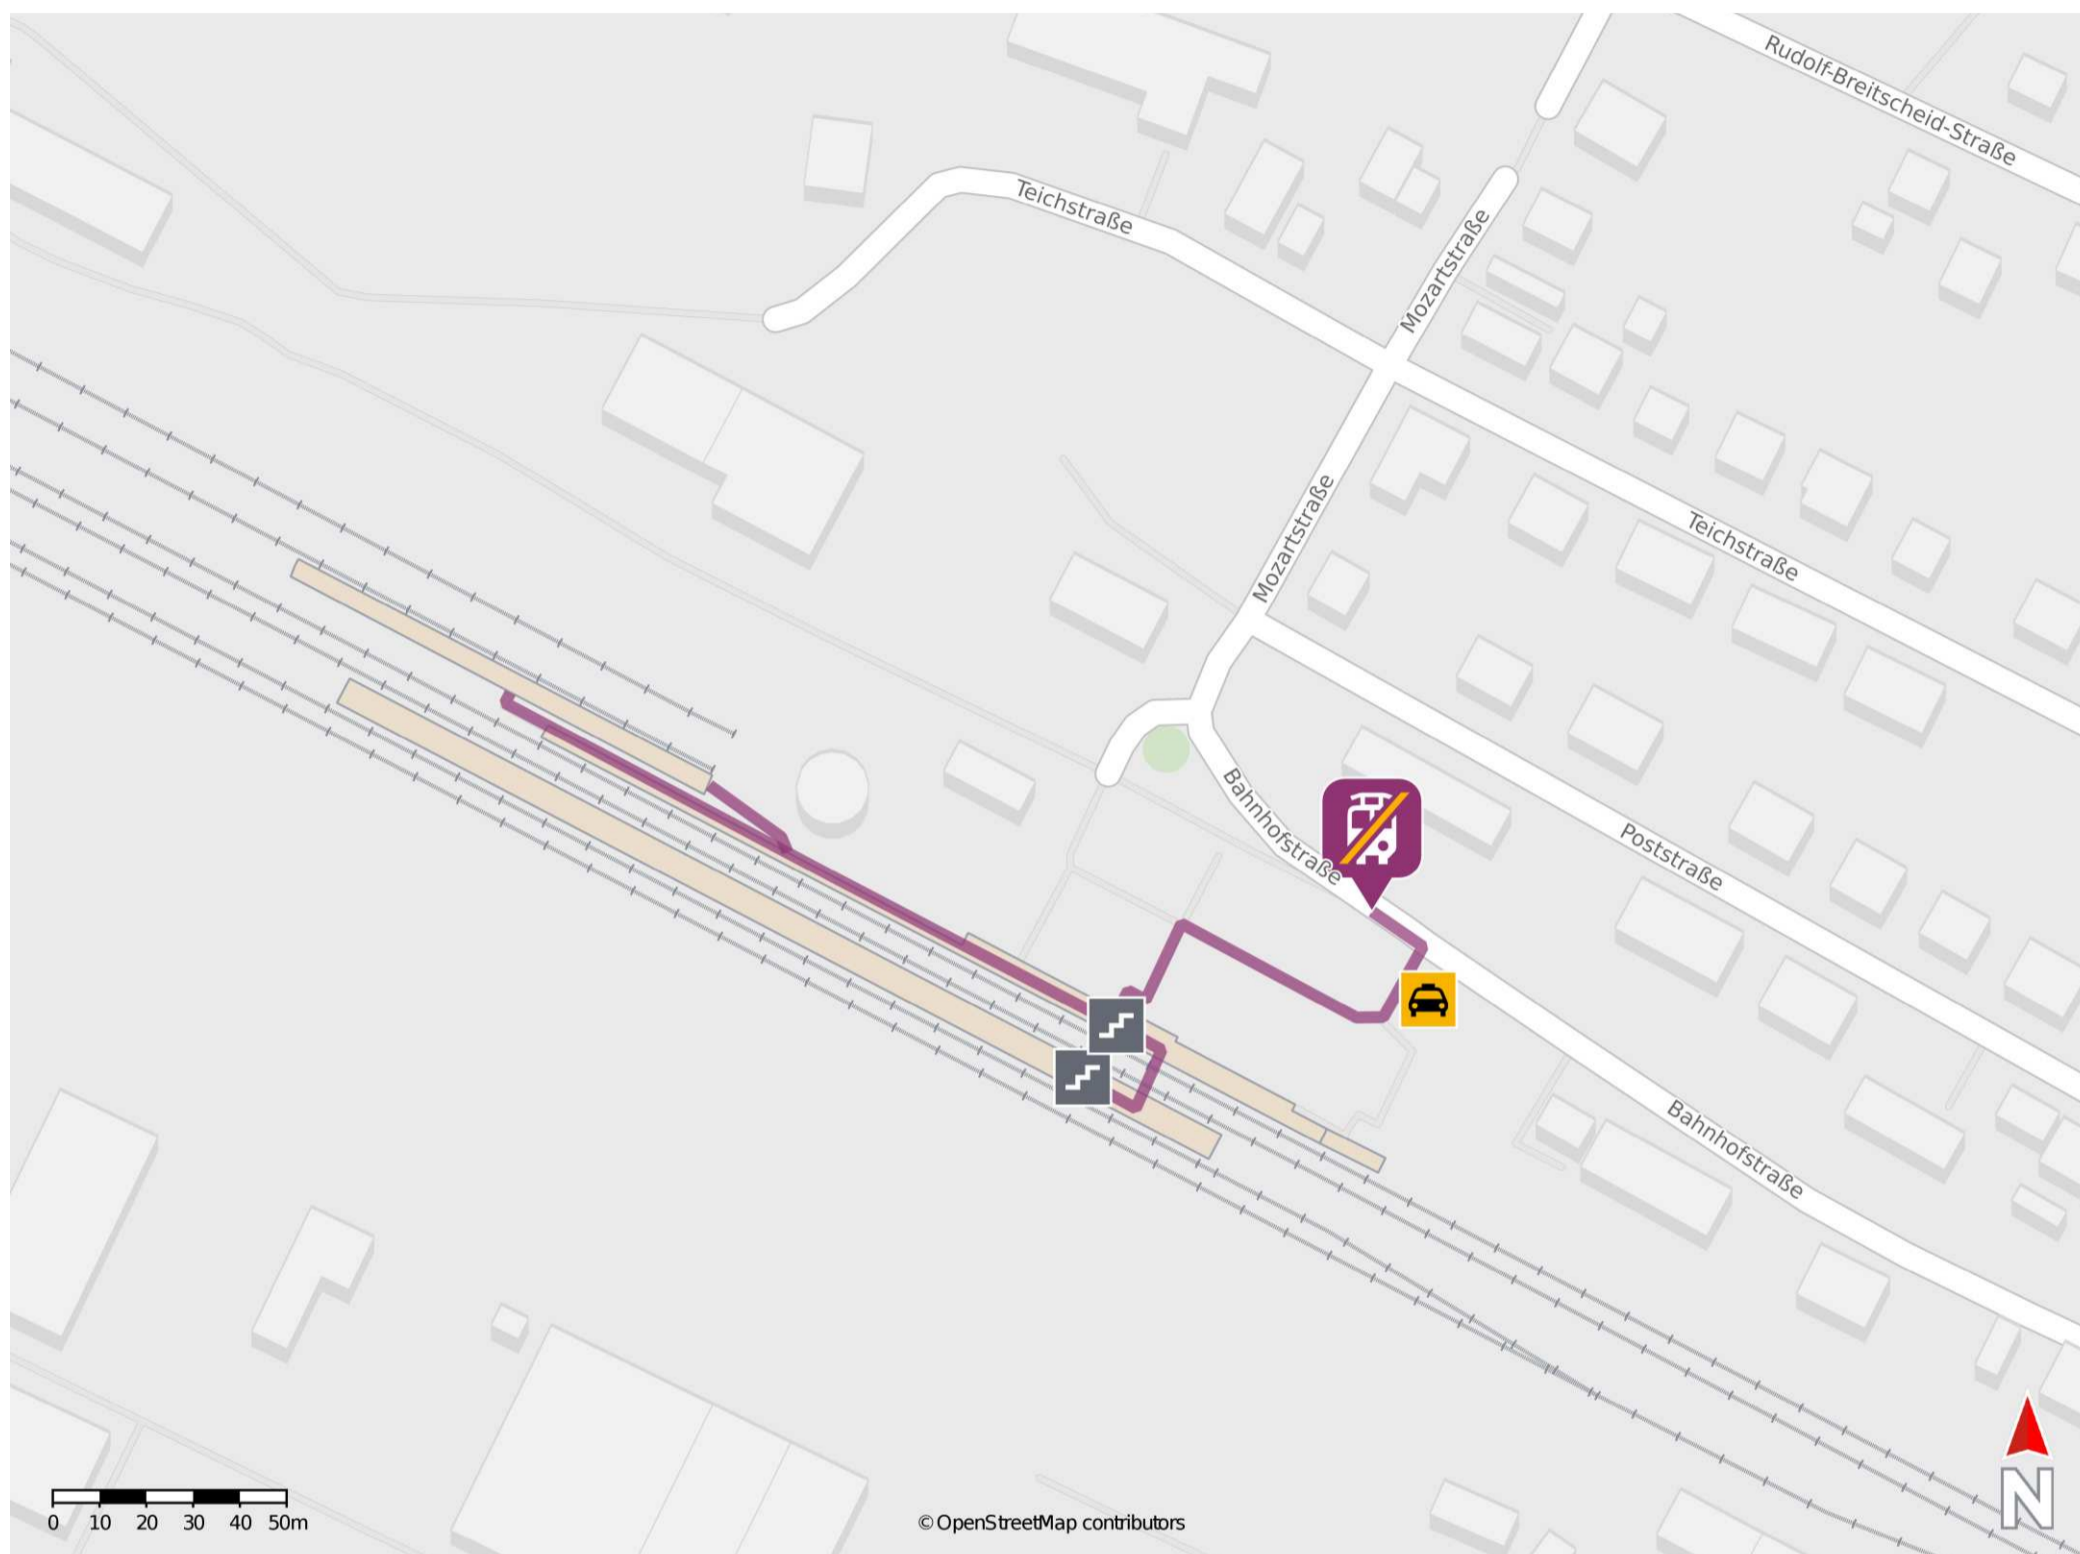 Rudolf-Breitscheid-Straße
Teichstraße
Mozartstraße
Mozartstraße
Teichstraße
Bahnhofstraße
Poststraße
Bahnhofstraße
0 10 20 30 40 50m
© OpenStreetMap contributors
N